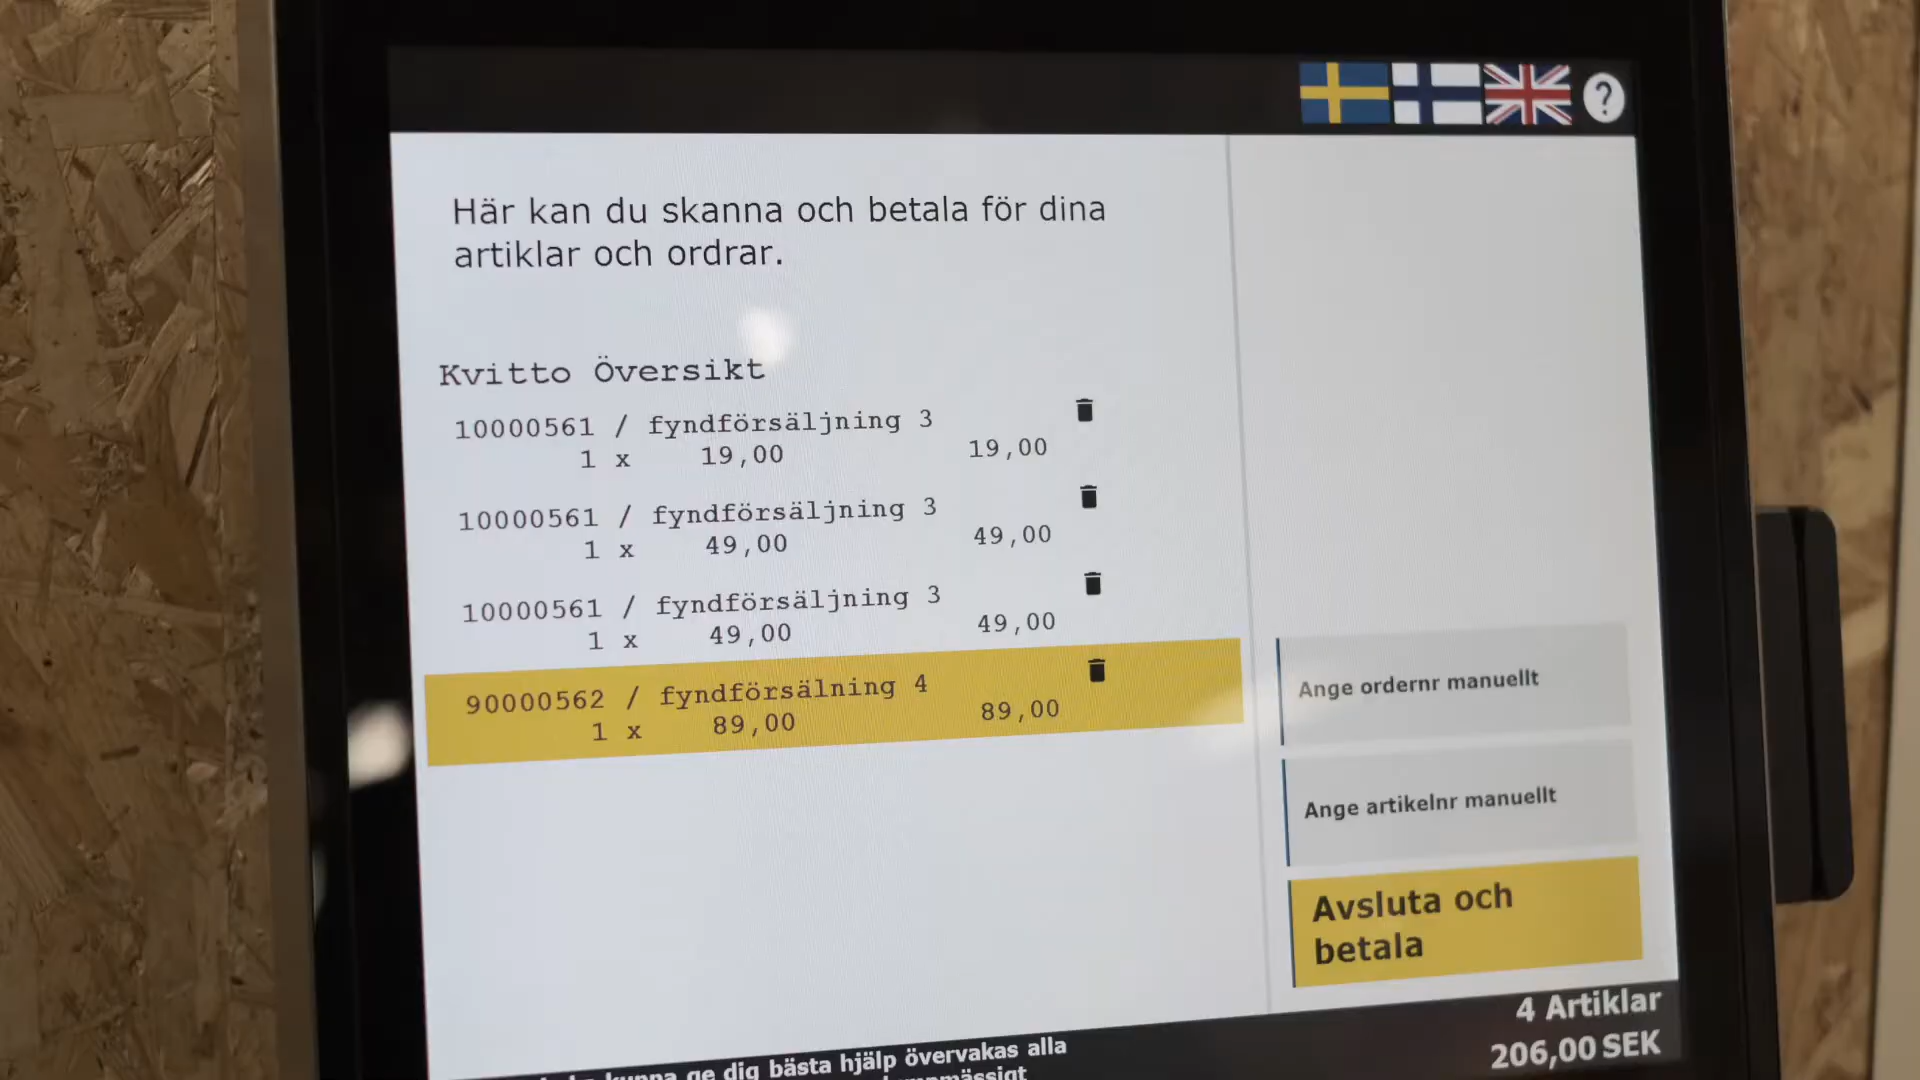 Här kan du skanna och betala för dina
artiklar och ordrar.
Kvitto Översikt
10000561 / fyndförsäljning 3
1 x 19,00 19,00
10000561 / fyndförsäljning 3
1 x 49,00 49,00
10000561 / fyndförsäljning 3
1 x 49,00 49,00
90000562 / fyndförsälning 4
1 x 89,00 89,00
Ange ordernr manuellt
Ange artikelnr manuellt
Avsluta och
betala
4 Artiklar
206,00 SEK
kunna ge dig bästa hjälp övervakas alla